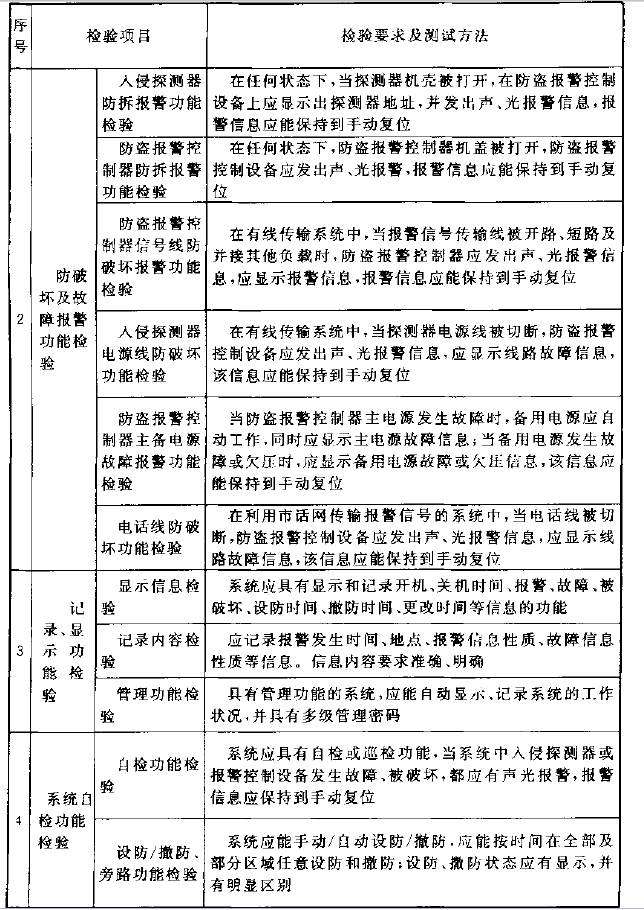 序号
检验项目
检验要求及测试方法
2
防破
坏及故
障报警
功能检
验
入侵探测器
防拆报警功能
检验
在任何状态下,当探测器机壳被打开,在防盗报警控制
设备上应显示出探测器地址,并发出声、光报警信息,报
警信息应能保持到手动复位
防盗报警控
制器防拆报警
功能检验
在任何状态下,防盗报警控制器机盖被打开,防盗报警
控制设备应发出声、光报警,报警信息应能保持到手动复
位
防盗报警控
制器信号线防
破坏报警功能
检验
在有线传输系统中,当报警信号传输线被开路、短路及
并接其他负载时,防盗报警控制器应发出声、光报警信
息,应显示报警信息,报警信息应能保持到手动复位
入侵探测器
电源线防破坏
功能检验
在有线传输系统中,当探测器电源线被切断,防盗报警
控制设备应发出声、光报警信息,应显示线路故障信息,
该信息应能保持到手动复位
防盗报警控
制器主备电源
故障报警功能
检验
当防盗报警控制器主电源发生故障时,备用电源应自
动工作,同时应显示主电源故障信息;当备用电源发生故
障或欠压时,应显示备用电源故障或欠压信息,该信息应
能保持到手动复位
电话线防破
坏功能检验
在利用市话网传输报警信号的系统中,当电话线被切
断,防盗报警控制设备应发出声、光报警信息,应显示线
路故障信息,该信息应能保持到手动复位
3
记
录、显
示功
能检
验
显示信息检
验
系统应具有显示和记录开机、关机时间、报警、故障、被
破坏、设防时间、撤防时间、更改时间等信息的功能
记录内容检
验
应记录报警发生时间、地点、报警信息性质、故障信息
性质等信息。信息内容要求准确、明确
管理功能检
验
具有管理功能的系统,应能自动显示、记录系统的工作
状况,并具有多级管理密码
4
系统自
检功能
检验
自检功能检
验
系统应具有自检或巡检功能,当系统中入侵探测器或
报警控制设备发生故障、被破坏,都应有声光报警,报警
信息应保持到手动复位
设防/撤防、
旁路功能检验
系统应能手动/自动设防/撤防,应能按时间在全部及
部分区域任意设防和撤防;设防、撤防状态应有显示,并
有明显区别